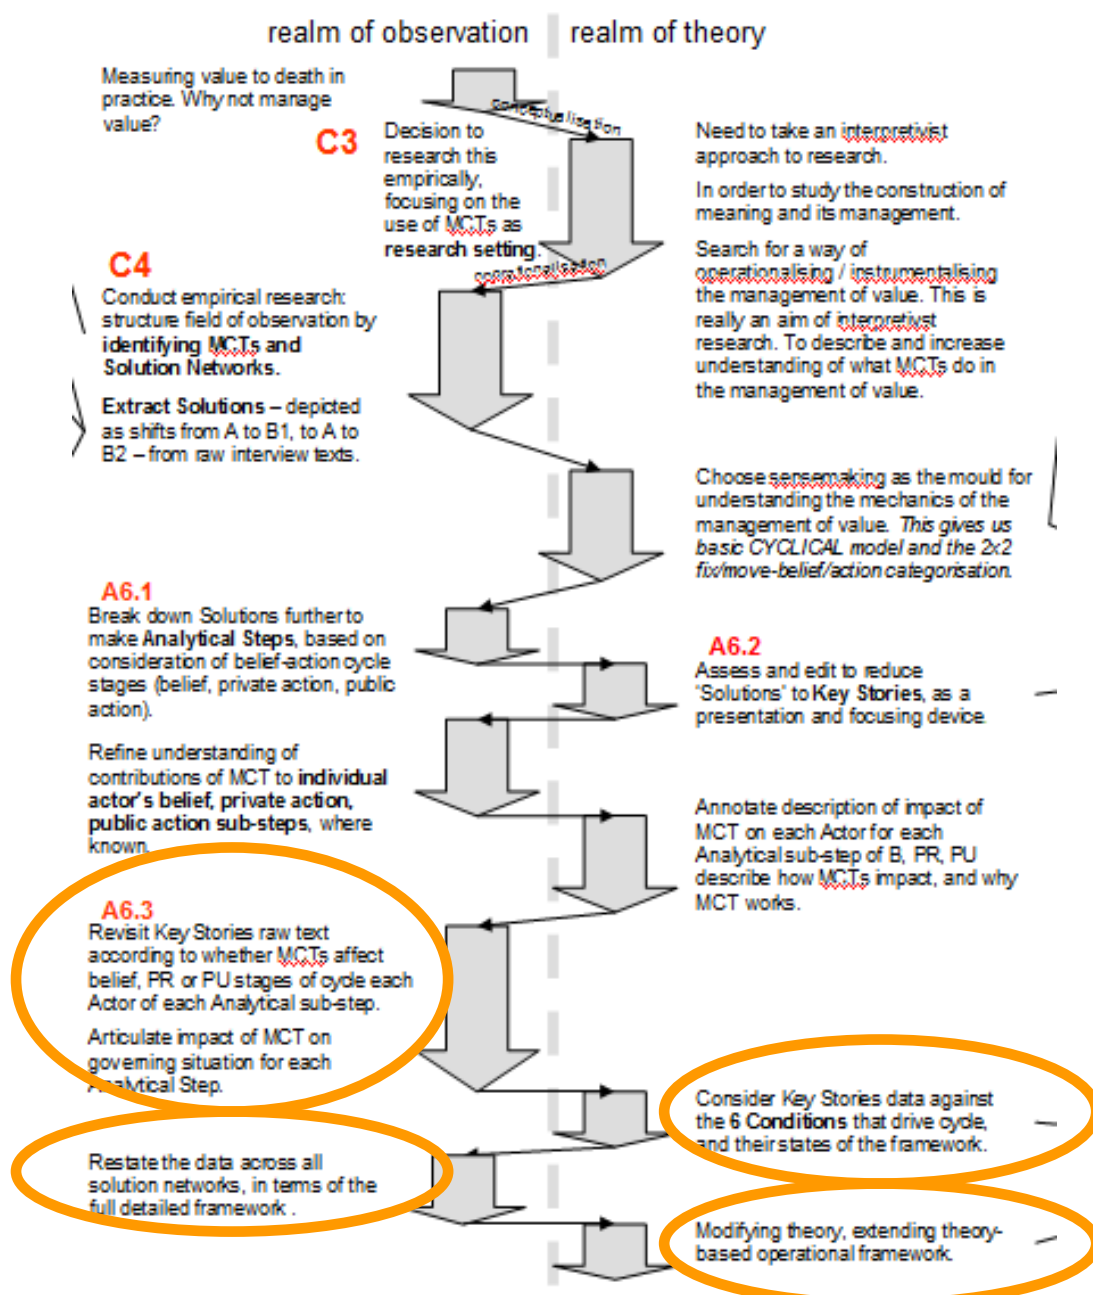 realm of observation
realm of theory
Measuring value to death in
practice. Why not manage
value?
conceptualisation
C3
Decision to
research this
empirically,
focusing on the
use of MCTs as
research setting.
Need to take an interpretivist
approach to research.
In order to study the construction of
meaning and its management.
Search for a way of
operationalising / instrumentalising
the management of value. This is
really an aim of interpretivst
research. To describe and increase
understanding of what MCTs do in
the management of value.
operationalisation
C4
Conduct empirical research:
structure field of observation by
identifying MCTs and
Solution Networks.
Extract Solutions – depicted
as shifts from A to B1, to A to
B2 – from raw interview texts.
Choose sensemaking as the mould for
understanding the mechanics of the
management of value. This gives us
basic CYCLICAL model and the 2x2
fix/move-belief/action categorisation.
A6.1
Break down Solutions further to
make Analytical Steps, based on
consideration of belief-action cycle
stages (belief, private action, public
action).
A6.2
Assess and edit to reduce
'Solutions' to Key Stories, as a
presentation and focusing device.
Refine understanding of
contributions of MCT to individual
actor's belief, private action,
public action sub-steps, where
known.
Annotate description of impact of
MCT on each Actor for each
Analytical sub-step of B, PR, PU
describe how MCTs impact, and why
MCT works.
A6.3
Revisit Key Stories raw text
according to whether MCTs affect
belief, PR or PU stages of cycle each
Actor of each Analytical sub-step.
Articulate impact of MCT on
governing situation for each
Analytical Step.
Consider Key Stories data against
the 6 Conditions that drive cycle,
and their states of the framework.
Restate the data across all
solution networks, in terms of the
full detailed framework .
Modifying theory, extending theory-
based operational framework.